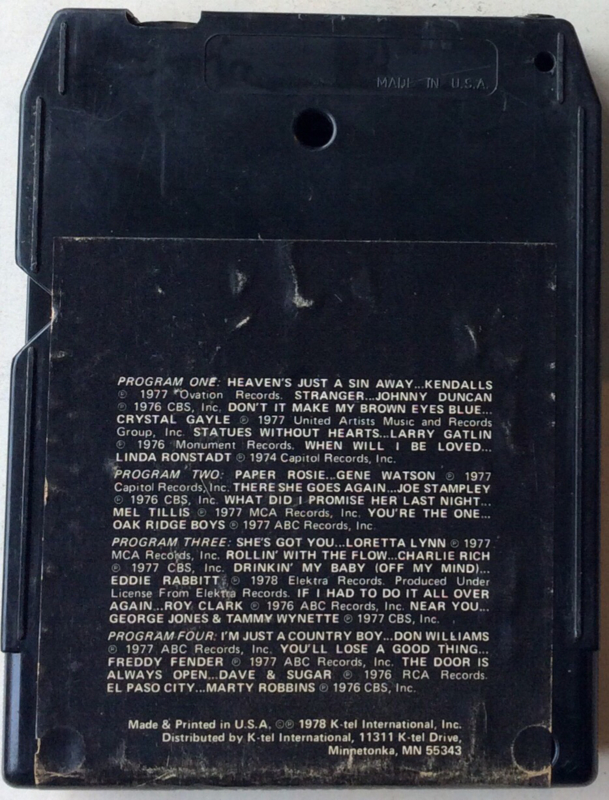 MADE IN U.S.A.
PROGRAM ONE: HEAVEN'S JUST A SIN AWAY...KENDALLS
℗ 1977 Ovation Records. STRANGER...JOHNNY DUNCAN
℗ 1976 CBS, Inc. DON'T IT MAKE MY BROWN EYES BLUE...
CRYSTAL GAYLE ℗ 1977 United Artists Music and Records
Group, Inc. STATUES WITHOUT HEARTS...LARRY GATLIN
℗ 1976 Monument Records. WHEN WILL I BE LOVED...
LINDA RONSTADT ℗ 1974 Capitol Records, Inc.
PROGRAM TWO: PAPER ROSIE...GENE WATSON ℗ 1977
Capitol Records, Inc. THERE SHE GOES AGAIN...JOE STAMPLEY
℗ 1976 CBS, Inc. WHAT DID I PROMISE HER LAST NIGHT...
MEL TILLIS ℗ 1977 MCA Records, Inc. YOU'RE THE ONE...
OAK RIDGE BOYS ℗ 1977 ABC Records, Inc.
PROGRAM THREE: SHE'S GOT YOU...LORETTA LYNN ℗ 1977
MCA Records, Inc. ROLLIN' WITH THE FLOW...CHARLIE RICH
℗ 1977 CBS, Inc. DRINKIN' MY BABY (OFF MY MIND)...
EDDIE RABBITT ℗ 1978 Elektra Records. Produced Under
License From Elektra Records. IF I HAD TO DO IT ALL OVER
AGAIN...ROY CLARK ℗ 1976 ABC Records, Inc. NEAR YOU...
GEORGE JONES & TAMMY WYNETTE ℗ 1977 CBS, Inc.
PROGRAM FOUR: I'M JUST A COUNTRY BOY...DON WILLIAMS
℗ 1977 ABC Records, Inc. YOU'LL LOSE A GOOD THING...
FREDDY FENDER ℗ 1977 ABC Records, Inc. THE DOOR IS
ALWAYS OPEN...DAVE & SUGAR ℗ 1976 RCA Records.
EL PASO CITY...MARTY ROBBINS ℗ 1976 CBS, Inc.
Made & Printed in U.S.A. ©℗ 1978 K-tel International, Inc.
Distributed by K-tel International, 11311 K-tel Drive,
Minnetonka, MN 55343